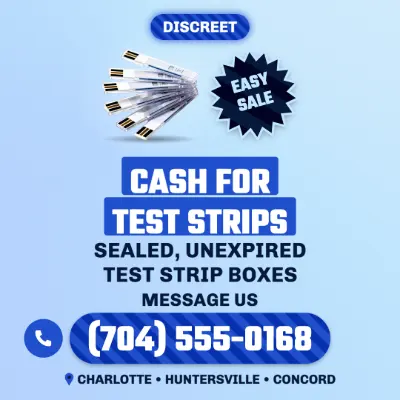 DISCREET
EASY
SALE
CASH FOR
TEST STRIPS
SEALED, UNEXPIRED
TEST STRIP BOXES
MESSAGE US
(704) 555-0168
CHARLOTTE • HUNTERSVILLE • CONCORD